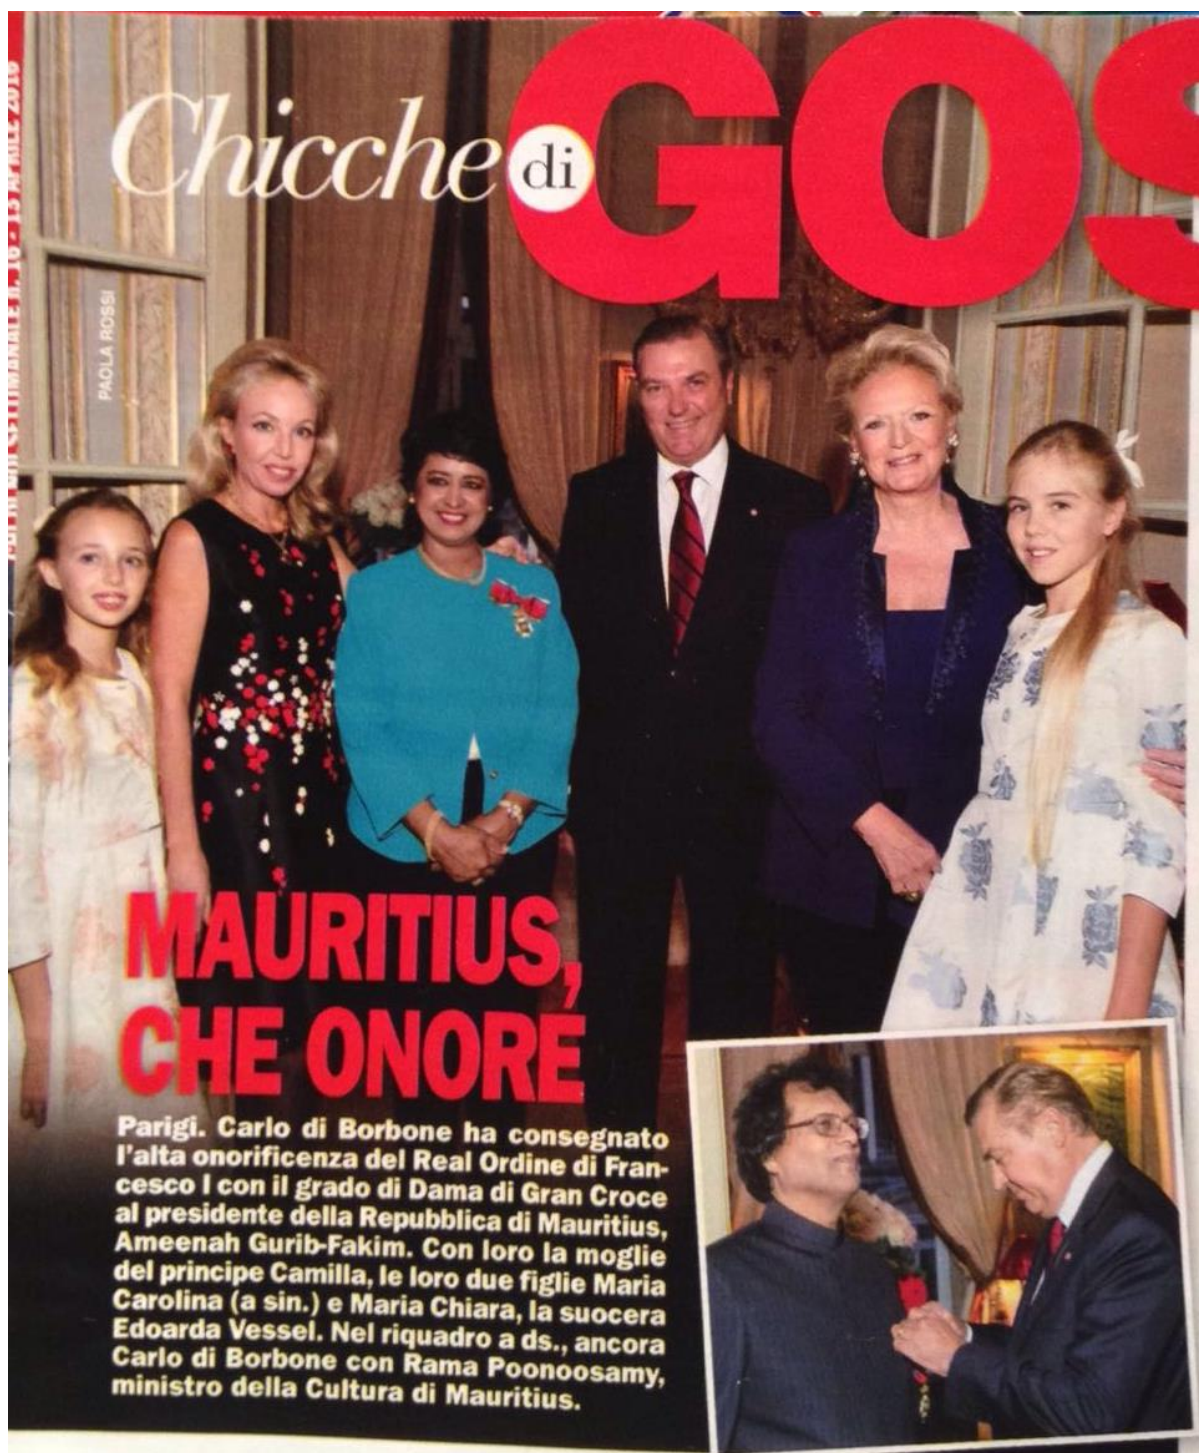 Chicche di GOS
PAOLA ROSSI
MAURITIUS,
CHE ONORE
Parigi. Carlo di Borbone ha consegnato
l'alta onorificenza del Real Ordine di Fran-
cesco I con il grado di Dama di Gran Croce
al presidente della Repubblica di Mauritius,
Ameenah Gurib-Fakim. Con loro la moglie
del principe Camilla, le loro due figlie Maria
Carolina (a sin.) e Maria Chiara, la suocera
Edoarda Vessel. Nel riquadro a ds., ancora
Carlo di Borbone con Rama Poonoosamy,
ministro della Cultura di Mauritius.